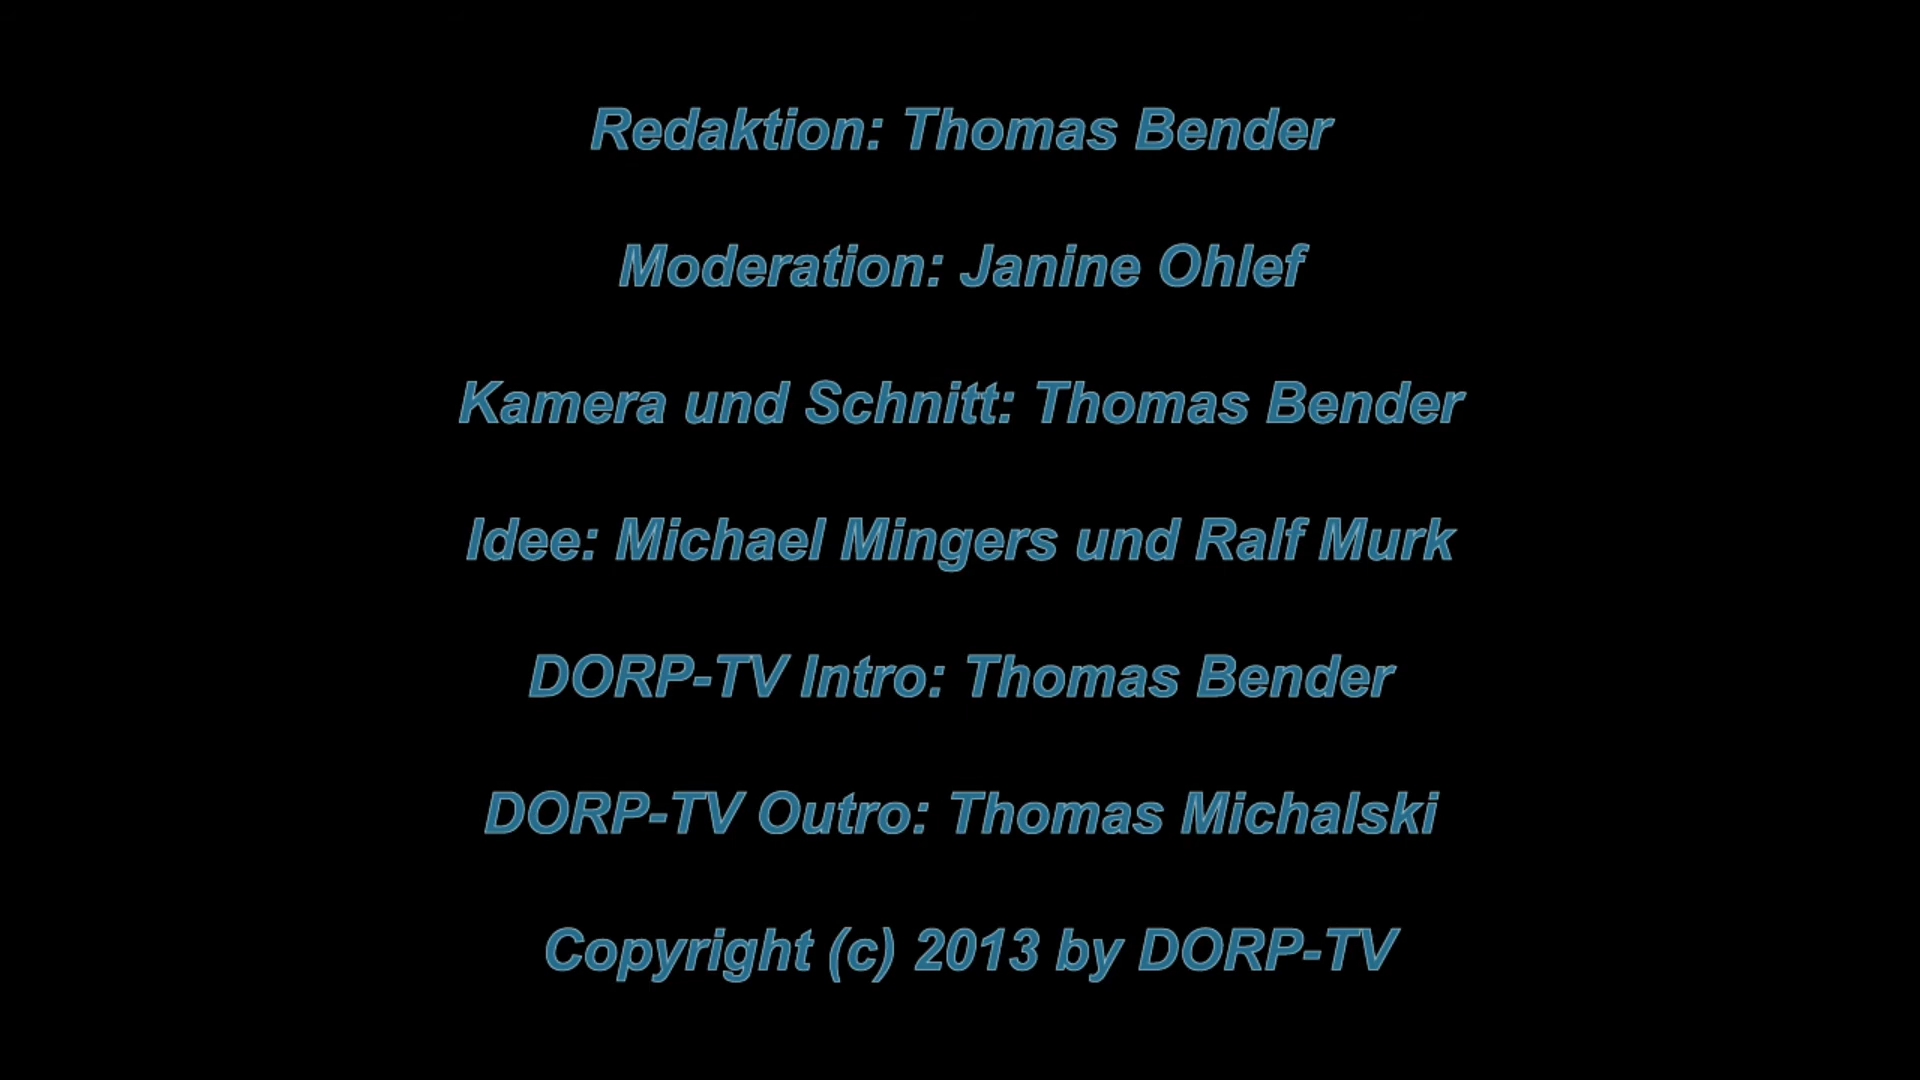 Redaktion: Thomas Bender
Moderation: Janine Ohlef
Kamera und Schnitt: Thomas Bender
Idee: Michael Mingers und Ralf Murk
DORP-TV Intro: Thomas Bender
DORP-TV Outro: Thomas Michalski
Copyright (c) 2013 by DORP-TV